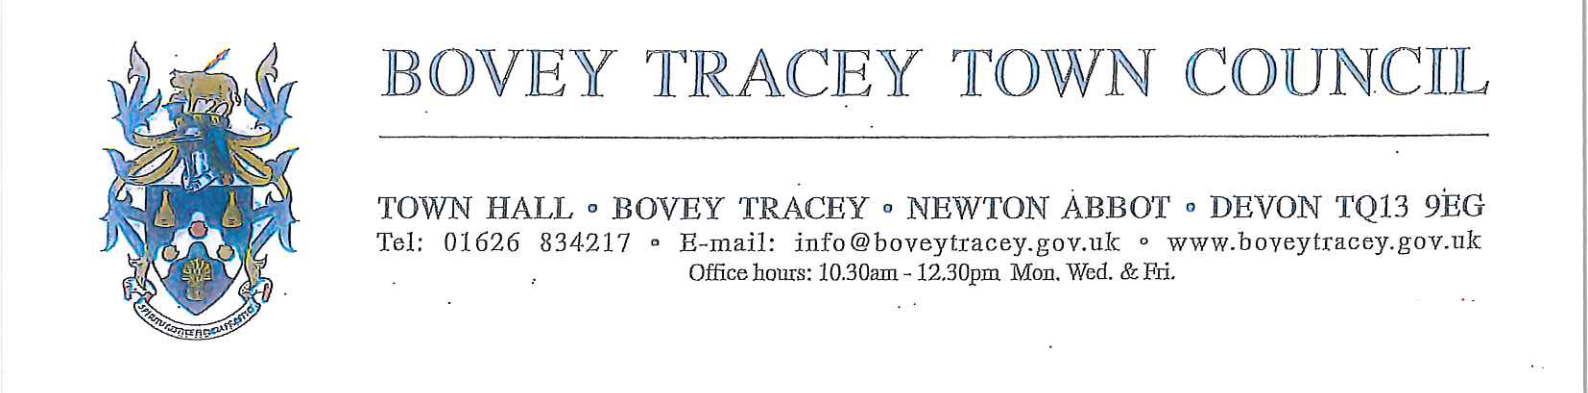 BOVEY TRACEY TOWN COUNCIL
TOWN HALL • BOVEY TRACEY • NEWTON ABBOT • DEVON TQ13 9EG
Tel: 01626 834217 • E-mail: info@boveytracey.gov.uk • www.boveytracey.gov.uk
Office hours: 10.30am - 12.30pm Mon, Wed. & Fri.